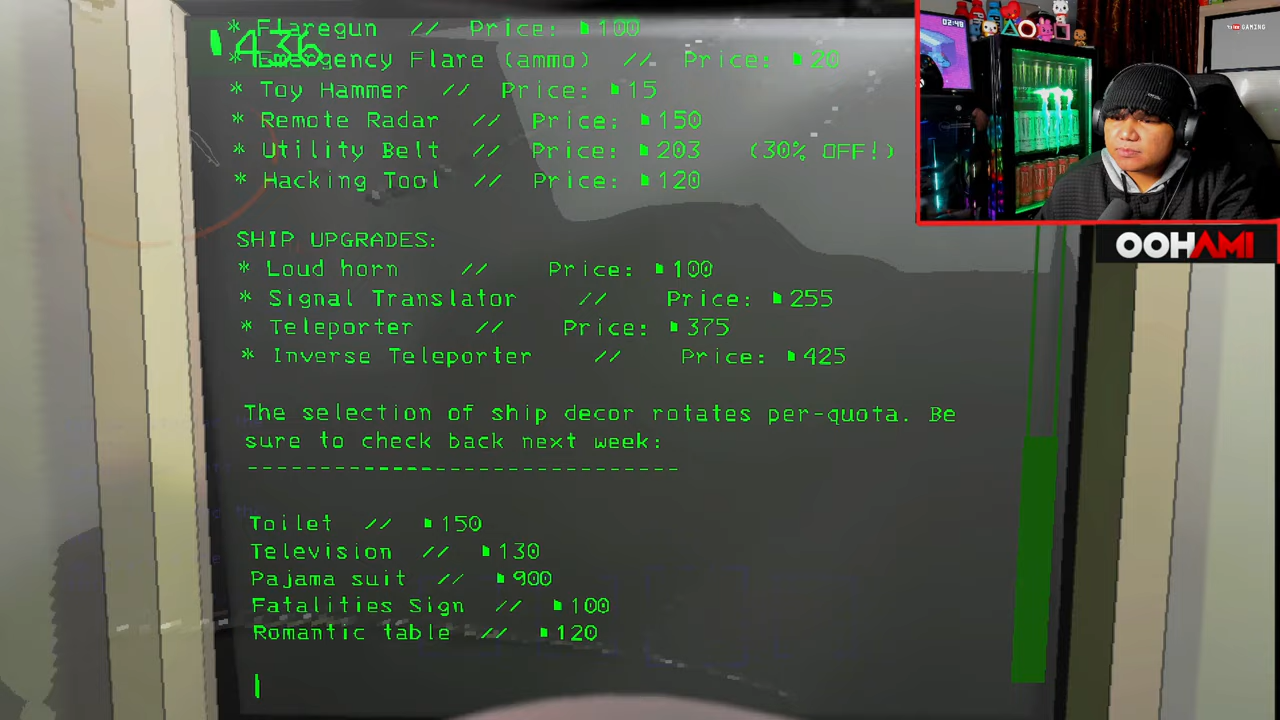 * Flaregun // Price: 100
436
* Emergency Flare (ammo) // Price: 20
* Toy Hammer // Price: 15
* Remote Radar // Price: 150
* Utility Belt // Price: 203 (30% OFF!)
* Hacking Tool // Price: 120
SHIP UPGRADES:
* Loud horn // Price: 100
* Signal Translator // Price: 255
* Teleporter // Price: 375
* Inverse Teleporter // Price: 425
The selection of ship decor rotates per-quota. Be
sure to check back next week:
------------------------------
Toilet // 150
Television // 130
Pajama suit // 900
Fatalities Sign // 100
Romantic table // 120
02:49
GAMING
OOHAMI